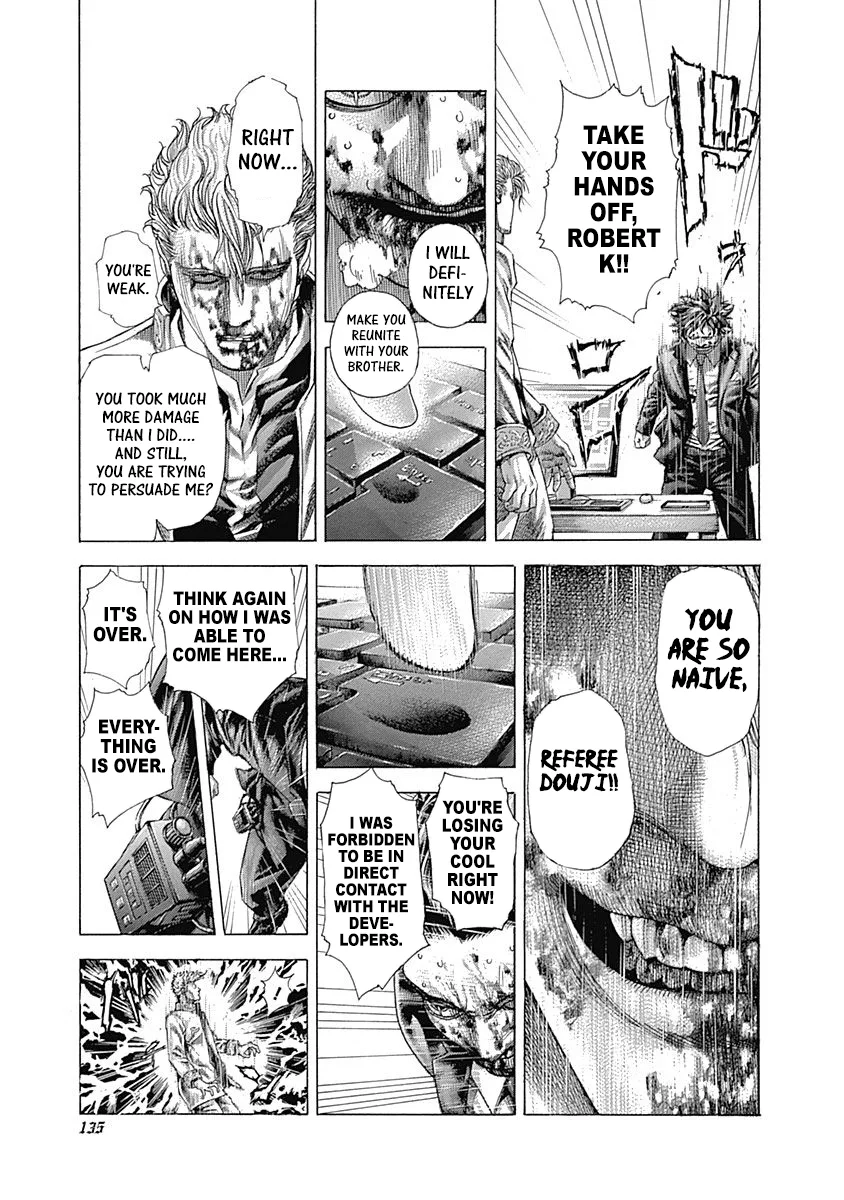 TAKE
YOUR
HANDS
OFF,
ROBERT
K!!
I WILL
DEFI-
NITELY
MAKE YOU
REUNITE
WITH YOUR
BROTHER.
RIGHT
NOW...
YOU'RE
WEAK.
YOU TOOK MUCH
MORE DAMAGE
THAN I DID....
AND STILL,
YOU ARE TRYING
TO PERSUADE ME?
YOU
ARE SO
NAIVE,
REFEREE
DOUJI!!
YOU'RE
LOSING
YOUR
COOL
RIGHT
NOW!
I WAS
FORBIDDEN
TO BE IN
DIRECT
CONTACT
WITH THE
DEVE-
LOPERS.
THINK AGAIN
ON HOW I WAS
ABLE TO
COME HERE...
IT'S
OVER.
EVERY-
THING
IS OVER.
135